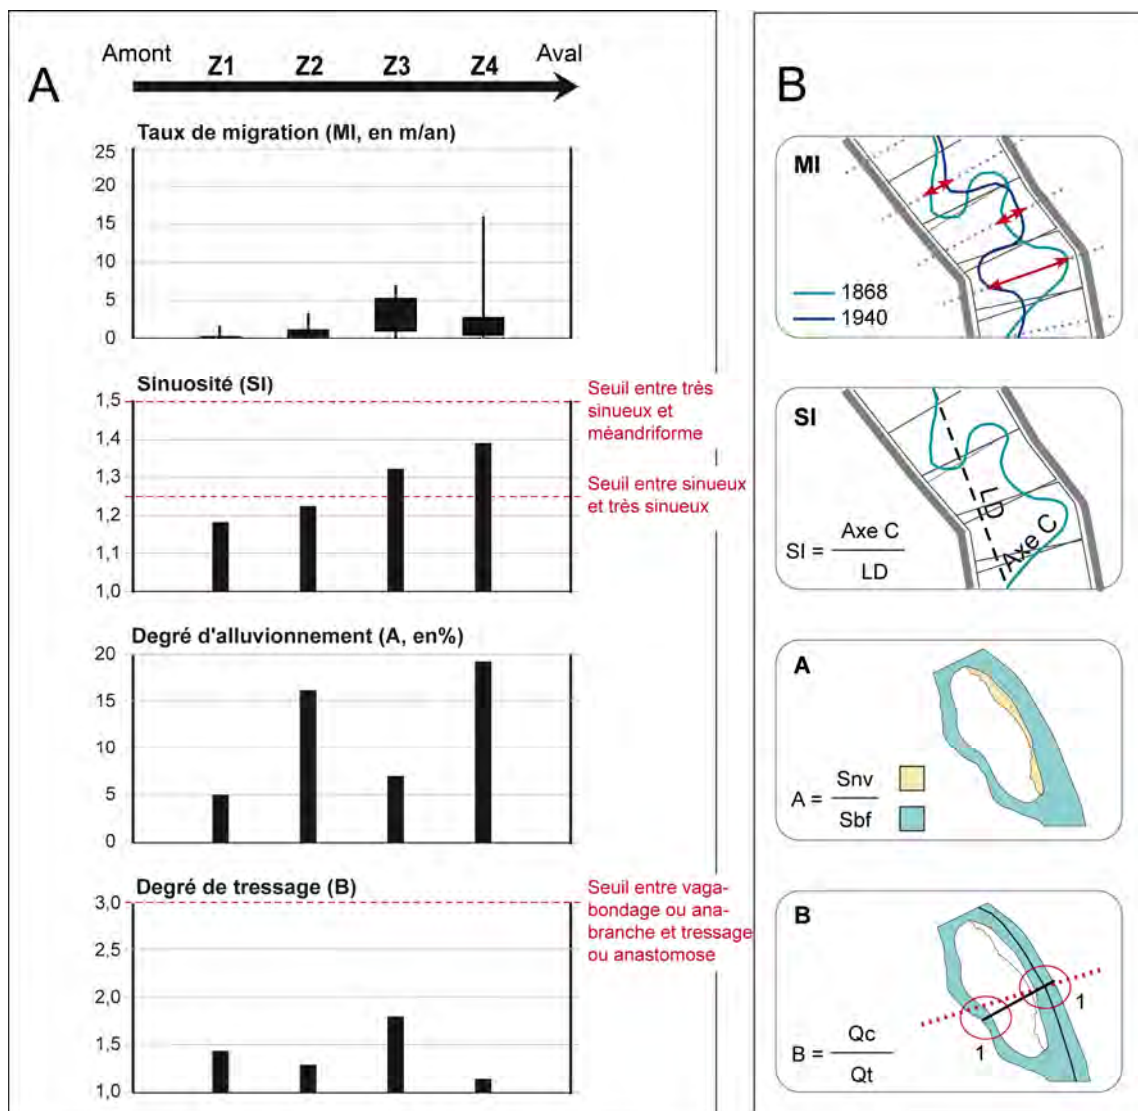 A
Amont
Z1
Z2
Z3
Z4
Aval
Taux de migration (MI, en m/an)
25
20
15
10
5
0
Sinuosité (SI)
1,5
1,4
1,3
1,2
1,1
1,0
Seuil entre très
sinueux et
méandriforme
Seuil entre sinueux
et très sinueux
Degré d'alluvionnement (A, en%)
20
15
10
5
0
Degré de tressage (B)
3,0
2,5
2,0
1,5
1,0
Seuil entre vaga-
bondage ou ana-
branche et tressage
ou anastomose
B
MI
1868
1940
SI
LD
Axe C
SI = Axe C
LD
A
A = Snv
Sbf
B
1
1
B = Qc
Qt